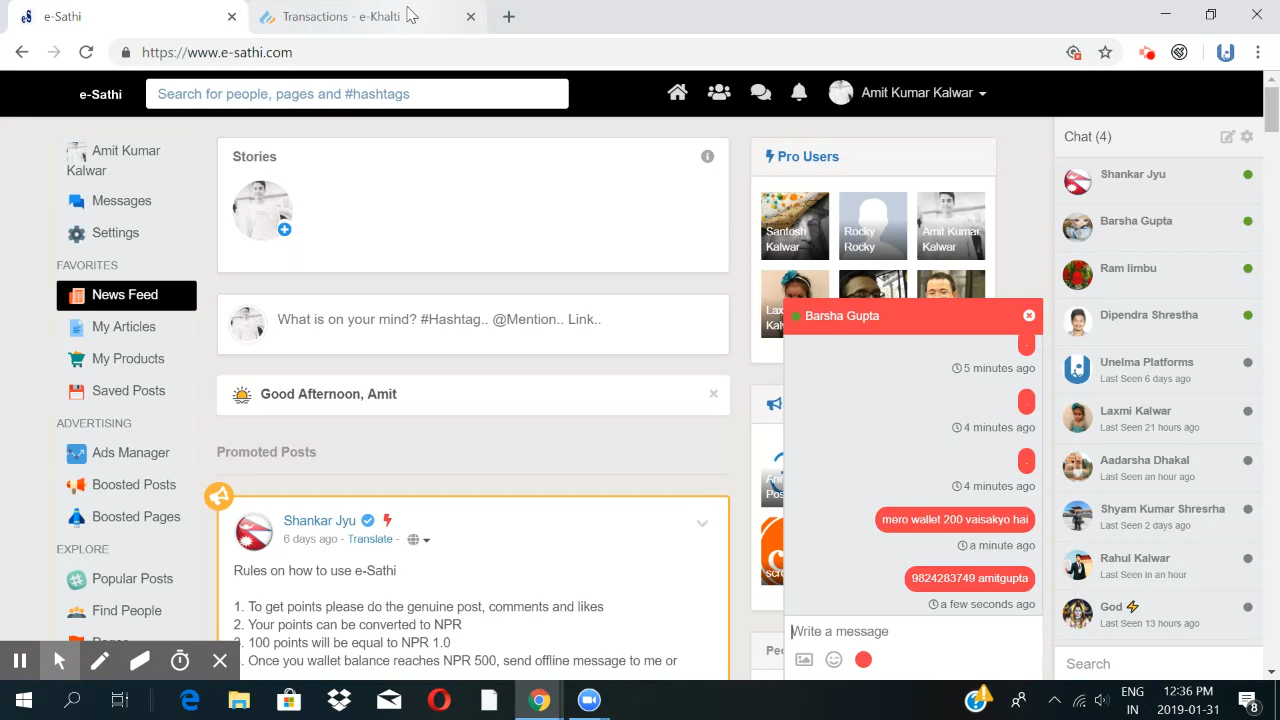 e-Sathi
Transactions - e-Khalti
https://www.e-sathi.com
e-Sathi
Search for people, pages and #hashtags
Amit Kumar Kalwar
Amit Kumar
Kalwar
Messages
Settings
FAVORITES
News Feed
My Articles
My Products
Saved Posts
ADVERTISING
Ads Manager
Boosted Posts
Boosted Pages
EXPLORE
Popular Posts
Find People
Stories
What is on your mind? #Hashtag.. @Mention.. Link..
Good Afternoon, Amit
Promoted Posts
Shankar Jyu
6 days ago - Translate -
Rules on how to use e-Sathi
1. To get points please do the genuine post, comments and likes
2. Your points can be converted to NPR
3. 100 points will be equal to NPR 1.0
. Once you wallet balance reaches NPR 500, send offline message to me or
Pro Users
Santosh
Kalwar
Rocky
Rocky
Amit Kumar
Kalwar
Barsha Gupta
.
5 minutes ago
.
4 minutes ago
.
4 minutes ago
mero wallet 200 vaisakyo hai
a minute ago
9824283749 amitgupta
a few seconds ago
Write a message
Chat (4)
Shankar Jyu
Barsha Gupta
Ram limbu
Dipendra Shrestha
Unelma Platforms
Last Seen 6 days ago
Laxmi Kalwar
Last Seen 21 hours ago
Aadarsha Dhakal
Last Seen an hour ago
Shyam Kumar Shresrha
Last Seen 2 days ago
Rahul Kalwar
Last Seen in an hour
God ⚡
Last Seen 13 hours ago
Search
ENG
IN
12:36 PM
2019-01-31
8